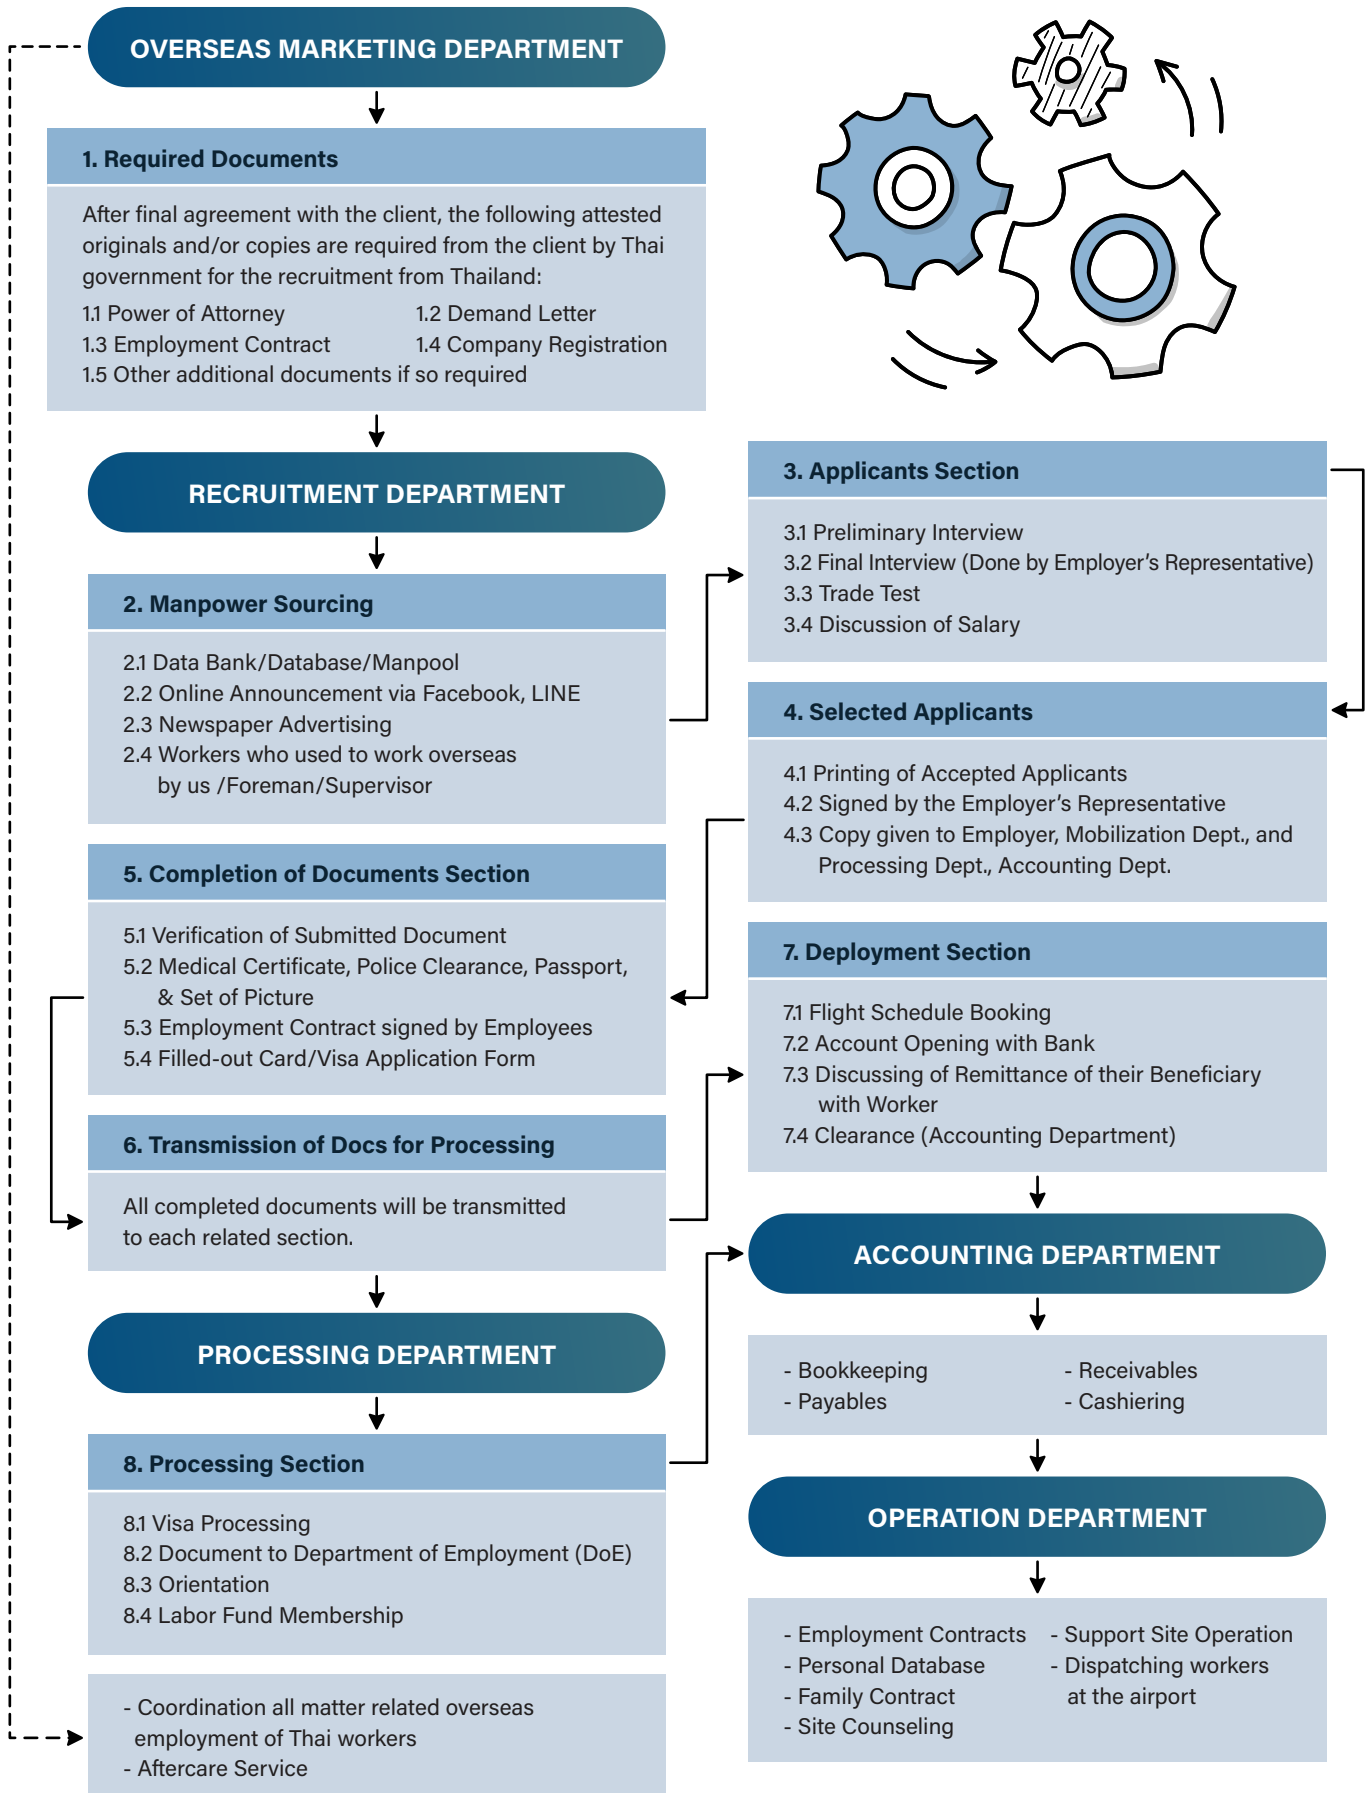 OVERSEAS MARKETING DEPARTMENT
1. Required Documents
After final agreement with the client, the following attested
originals and/or copies are required from the client by Thai
government for the recruitment from Thailand:
1.1 Power of Attorney
1.2 Demand Letter
1.3 Employment Contract
1.4 Company Registration
1.5 Other additional documents if so required
RECRUITMENT DEPARTMENT
2. Manpower Sourcing
2.1 Data Bank/Database/Manpool
2.2 Online Announcement via Facebook, LINE
2.3 Newspaper Advertising
2.4 Workers who used to work overseas
by us /Foreman/Supervisor
3. Applicants Section
3.1 Preliminary Interview
3.2 Final Interview (Done by Employer's Representative)
3.3 Trade Test
3.4 Discussion of Salary
4. Selected Applicants
4.1 Printing of Accepted Applicants
4.2 Signed by the Employer's Representative
4.3 Copy given to Employer, Mobilization Dept., and
Processing Dept., Accounting Dept.
5. Completion of Documents Section
5.1 Verification of Submitted Document
5.2 Medical Certificate, Police Clearance, Passport,
& Set of Picture
5.3 Employment Contract signed by Employees
5.4 Filled-out Card/Visa Application Form
6. Transmission of Docs for Processing
All completed documents will be transmitted
to each related section.
7. Deployment Section
7.1 Flight Schedule Booking
7.2 Account Opening with Bank
7.3 Discussing of Remittance of their Beneficiary
with Worker
7.4 Clearance (Accounting Department)
PROCESSING DEPARTMENT
8. Processing Section
8.1 Visa Processing
8.2 Document to Department of Employment (DoE)
8.3 Orientation
8.4 Labor Fund Membership
- Coordination all matter related overseas
employment of Thai workers
- Aftercare Service
ACCOUNTING DEPARTMENT
- Bookkeeping
- Receivables
- Payables
- Cashiering
OPERATION DEPARTMENT
- Employment Contracts
- Personal Database
- Family Contract
- Site Counseling
- Support Site Operation
- Dispatching workers
at the airport